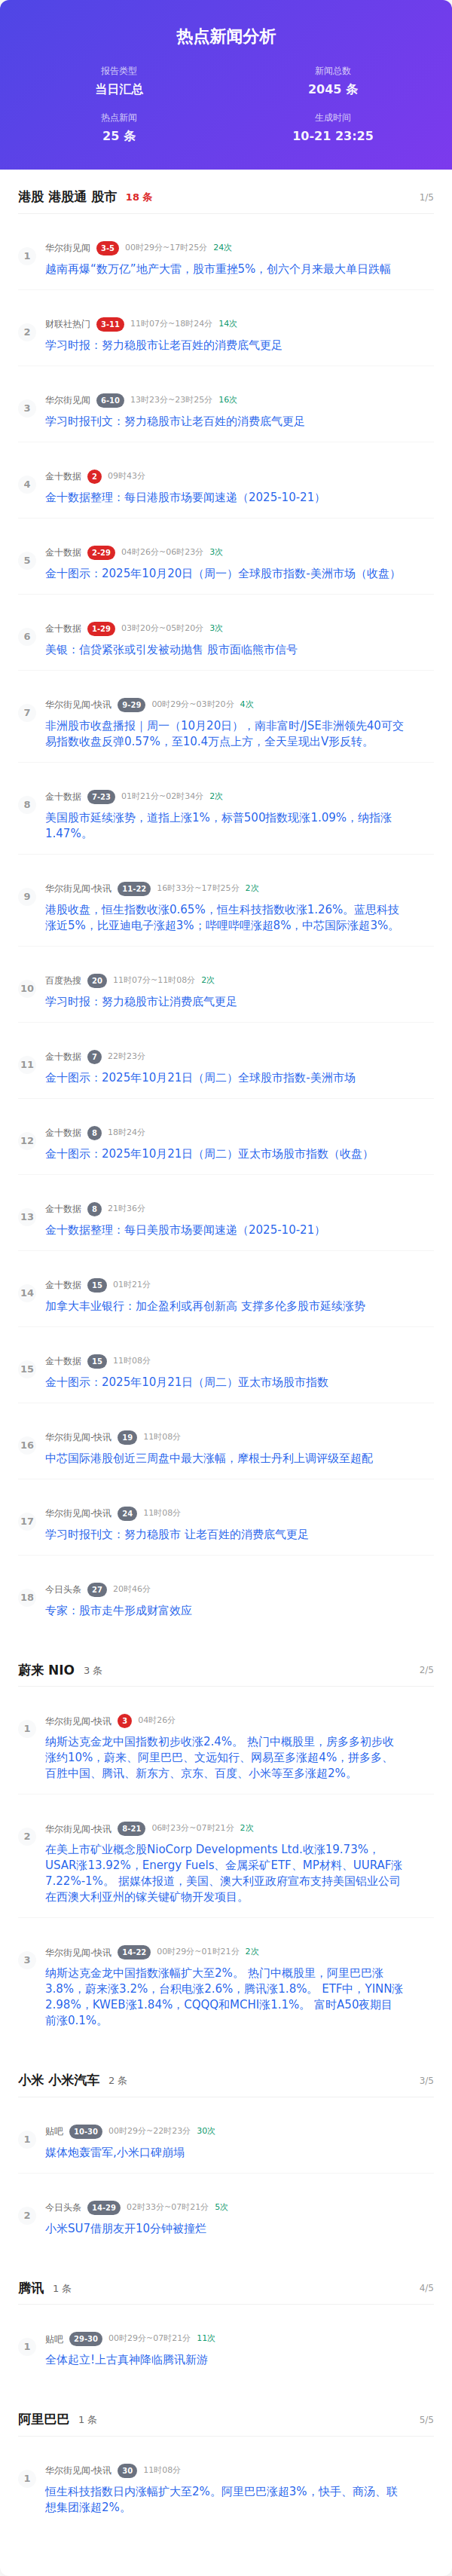 热点新闻分析
报告类型
新闻总数
当日汇总
2045 条
热点新闻
生成时间
25 条
10-21 23:25
港股 港股通 股市 18 条 1/5
1 华尔街见闻 3-5 00时29分~17时25分 24次
越南再爆“数万亿”地产大雷，股市重挫5%，创六个月来最大单日跌幅
2 财联社热门 3-11 11时07分~18时24分 14次
学习时报：努力稳股市让老百姓的消费底气更足
3 华尔街见闻 6-10 13时23分~23时25分 16次
学习时报刊文：努力稳股市让老百姓的消费底气更足
4 金十数据 2 09时43分
金十数据整理：每日港股市场要闻速递（2025-10-21）
5 金十数据 2-29 04时26分~06时23分 3次
金十图示：2025年10月20日（周一）全球股市指数-美洲市场（收盘）
6 金十数据 1-29 03时20分~05时20分 3次
美银：信贷紧张或引发被动抛售 股市面临熊市信号
7 华尔街见闻-快讯 9-29 00时29分~03时20分 4次
非洲股市收盘播报｜周一（10月20日），南非富时/JSE非洲领先40可交
易指数收盘反弹0.57%，至10.4万点上方，全天呈现出V形反转。
8 金十数据 7-23 01时21分~02时34分 2次
美国股市延续涨势，道指上涨1%，标普500指数现涨1.09%，纳指涨
1.47%。
9 华尔街见闻-快讯 11-22 16时33分~17时25分 2次
港股收盘，恒生指数收涨0.65%，恒生科技指数收涨1.26%。蓝思科技
涨近5%，比亚迪电子涨超3%；哔哩哔哩涨超8%，中芯国际涨超3%。
10 百度热搜 20 11时07分~11时08分 2次
学习时报：努力稳股市让消费底气更足
11 金十数据 7 22时23分
金十图示：2025年10月21日（周二）全球股市指数-美洲市场
12 金十数据 8 18时24分
金十图示：2025年10月21日（周二）亚太市场股市指数（收盘）
13 金十数据 8 21时36分
金十数据整理：每日美股市场要闻速递（2025-10-21）
14 金十数据 15 01时21分
加拿大丰业银行：加企盈利或再创新高 支撑多伦多股市延续涨势
15 金十数据 15 11时08分
金十图示：2025年10月21日（周二）亚太市场股市指数
16 华尔街见闻-快讯 19 11时08分
中芯国际港股创近三周盘中最大涨幅，摩根士丹利上调评级至超配
17 华尔街见闻-快讯 24 11时08分
学习时报刊文：努力稳股市 让老百姓的消费底气更足
18 今日头条 27 20时46分
专家：股市走牛形成财富效应
蔚来 NIO 3 条 2/5
1 华尔街见闻-快讯 3 04时26分
纳斯达克金龙中国指数初步收涨2.4%。 热门中概股里，房多多初步收
涨约10%，蔚来、阿里巴巴、文远知行、网易至多涨超4%，拼多多、
百胜中国、腾讯、新东方、京东、百度、小米等至多涨超2%。
2 华尔街见闻-快讯 8-21 06时23分~07时21分 2次
在美上市矿业概念股NioCorp Developments Ltd.收涨19.73%，
USAR涨13.92%，Energy Fuels、金属采矿ETF、MP材料、UURAF涨
7.22%-1%。 据媒体报道，美国、澳大利亚政府宣布支持美国铝业公司
在西澳大利亚州的镓关键矿物开发项目。
3 华尔街见闻-快讯 14-22 00时29分~01时21分 2次
纳斯达克金龙中国指数涨幅扩大至2%。 热门中概股里，阿里巴巴涨
3.8%，蔚来涨3.2%，台积电涨2.6%，腾讯涨1.8%。 ETF中，YINN涨
2.98%，KWEB涨1.84%，CQQQ和MCHI涨1.1%。 富时A50夜期目
前涨0.1%。
小米 小米汽车 2 条 3/5
1 贴吧 10-30 00时29分~22时23分 30次
媒体炮轰雷军,小米口碑崩塌
2 今日头条 14-29 02时33分~07时21分 5次
小米SU7借朋友开10分钟被撞烂
腾讯 1 条 4/5
1 贴吧 29-30 00时29分~07时21分 11次
全体起立!上古真神降临腾讯新游
阿里巴巴 1 条 5/5
1 华尔街见闻-快讯 30 11时08分
恒生科技指数日内涨幅扩大至2%。阿里巴巴涨超3%，快手、商汤、联
想集团涨超2%。